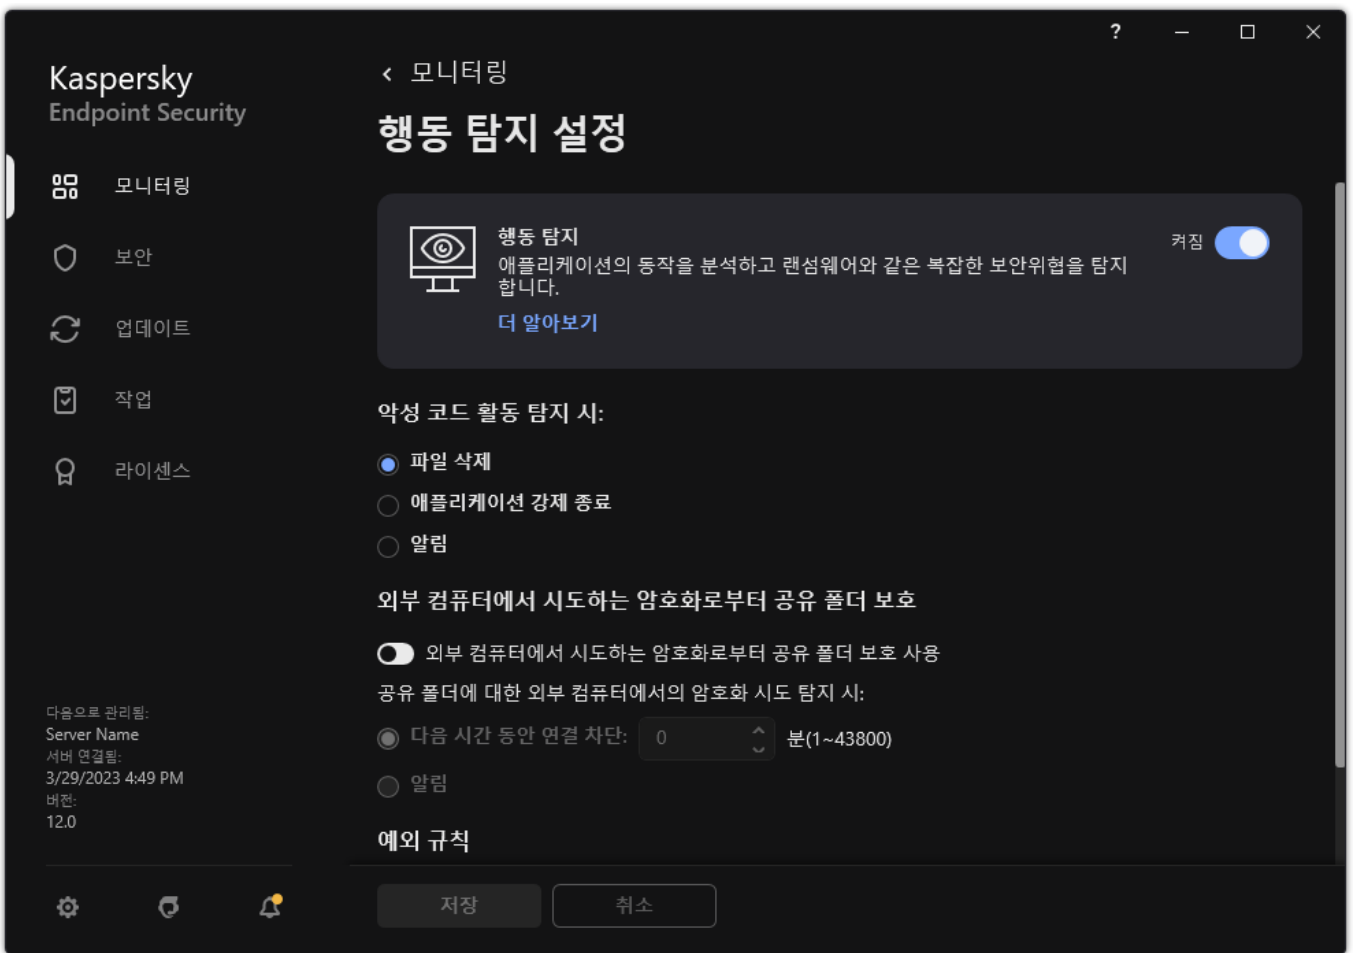 ?
Kaspersky
Endpoint Security
모니터링
보안
업데이트
작업
라이센스
다음으로 관리됨:
Server Name
서버 연결됨:
3/29/2023 4:49 PM
버전:
12.0
모니터링
행동 탐지 설정
행동 탐지
켜짐
애플리케이션의 동작을 분석하고 랜섬웨어와 같은 복잡한 보안위협을 탐지
합니다.
더 알아보기
악성 코드 활동 탐지 시:
파일 삭제
애플리케이션 강제 종료
알림
외부 컴퓨터에서 시도하는 암호화로부터 공유 폴더 보호
외부 컴퓨터에서 시도하는 암호화로부터 공유 폴더 보호 사용
공유 폴더에 대한 외부 컴퓨터에서의 암호화 시도 탐지 시:
다음 시간 동안 연결 차단: 0 분(1~43800)
알림
예외 규칙
저장
취소